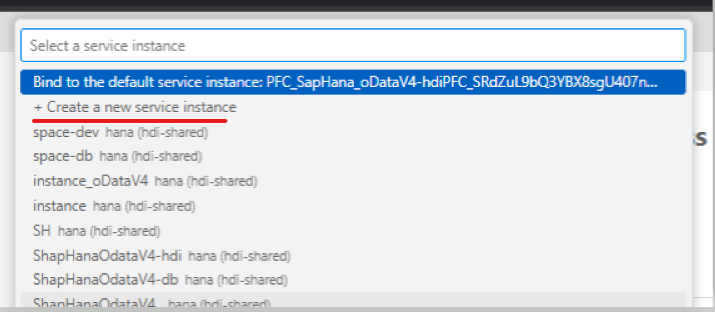 Select a service instance
Bind to the default service instance: PFC_SapHana_oDataV4-hdiPFC_SRdZuL9bQ3YBX8sgU407n...
+ Create a new service instance
space-dev hana (hdi-shared)
space-db hana (hdi-shared)
instance_oDataV4 hana (hdi-shared)
instance hana (hdi-shared)
SH hana (hdi-shared)
ShapHanaOdataV4-hdi hana (hdi-shared)
ShapHanaOdataV4-db hana (hdi-shared)
ShapHanaOdataV4 hana (hdi-shared)